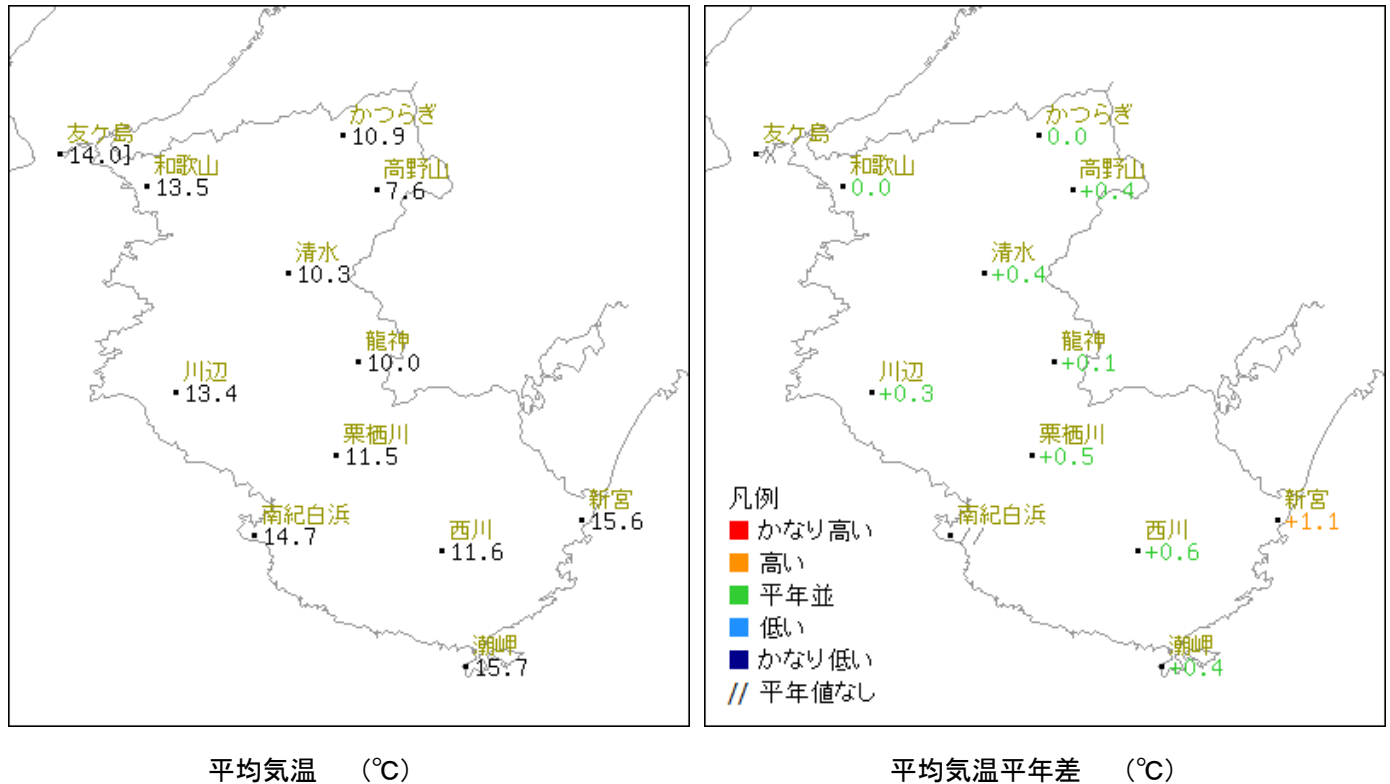 かつらぎ
10.9
友ケ島
14.0]
和歌山
13.5
高野山
7.6
清水
10.3
龍神
10.0
川辺
13.4
栗栖川
11.5
南紀白浜
14.7
西川
11.6
新宮
15.6
潮岬
15.7
平均気温 (℃)
かつらぎ
0.0
友ケ島
和歌山
0.0
高野山
+0.4
清水
+0.4
龍神
+0.1
川辺
+0.3
栗栖川
+0.5
南紀白浜
//
西川
+0.6
新宮
+1.1
潮岬
+0.4
凡例
かなり高い
高い
平年並
低い
かなり低い
// 平年値なし
平均気温平年差 (℃)